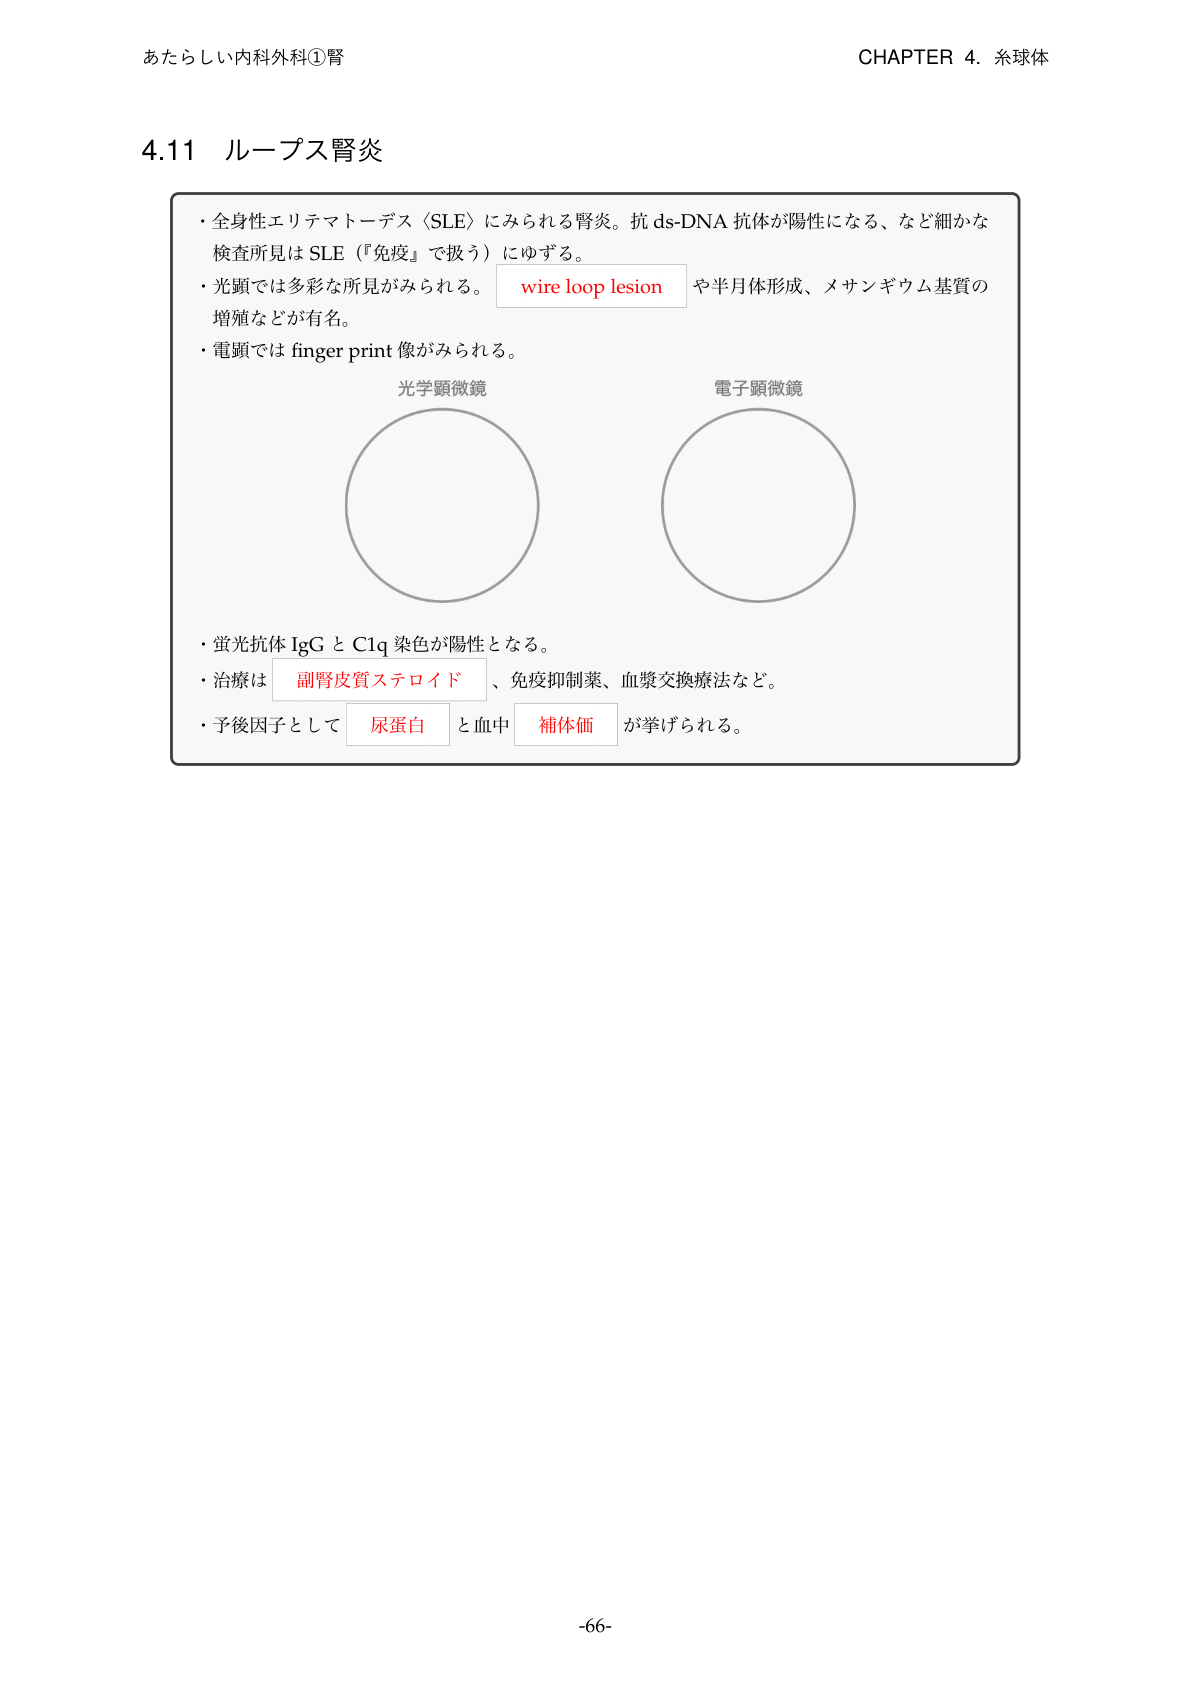 あたらしい内科外科①腎
CHAPTER 4. 糸球体
4.11 ループス腎炎
・全身性エリテマトーデス〈SLE〉にみられる腎炎。抗 ds-DNA 抗体が陽性になる、など細かな
検査所見は SLE（『免疫』で扱う）にゆずる。
・光顕では多彩な所見がみられる。 wire loop lesion や半月体形成、メサンギウム基質の
増殖などが有名。
・電顕では finger print 像がみられる。
光学顕微鏡
電子顕微鏡
・蛍光抗体 IgG と C1q 染色が陽性となる。
・治療は 副腎皮質ステロイド 、免疫抑制薬、血漿交換療法など。
・予後因子として 尿蛋白 と血中 補体価 が挙げられる。
-66-